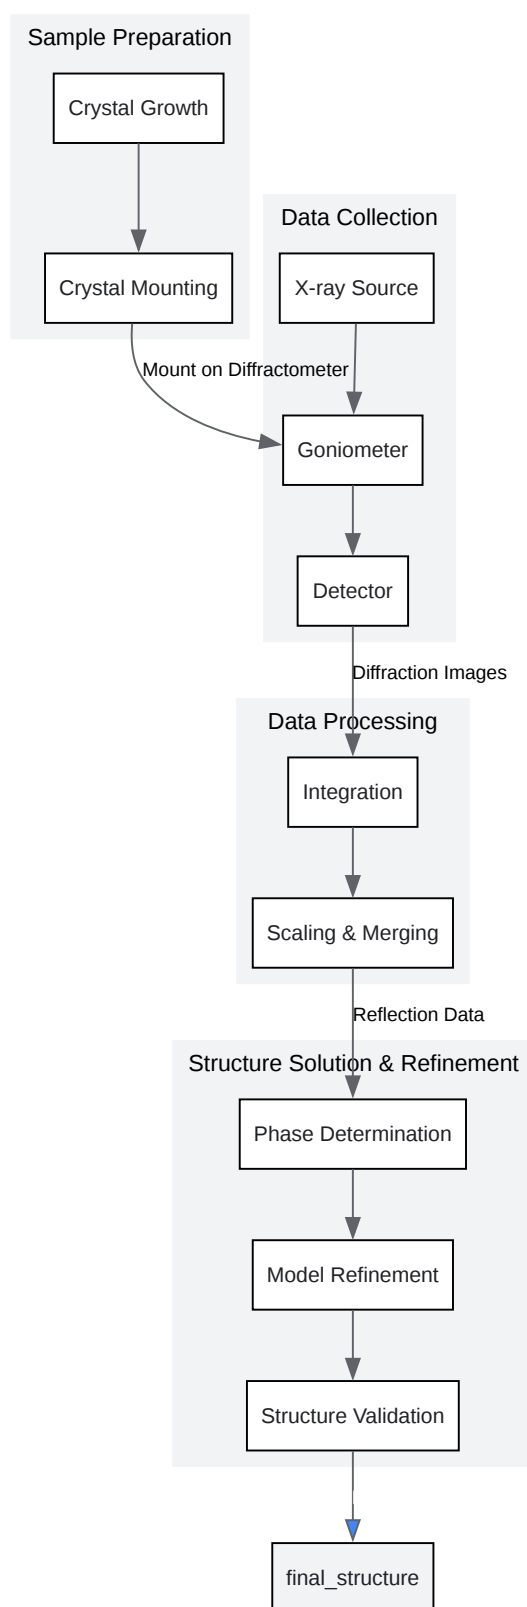 Sample Preparation
Crystal Growth
Data Collection
Crystal Mounting
X-ray Source
Mount on Diffractometer
Goniometer
Detector
Diffraction Images
Data Processing
Integration
Scaling & Merging
Reflection Data
Structure Solution & Refinement
Phase Determination
Model Refinement
Structure Validation
final_structure